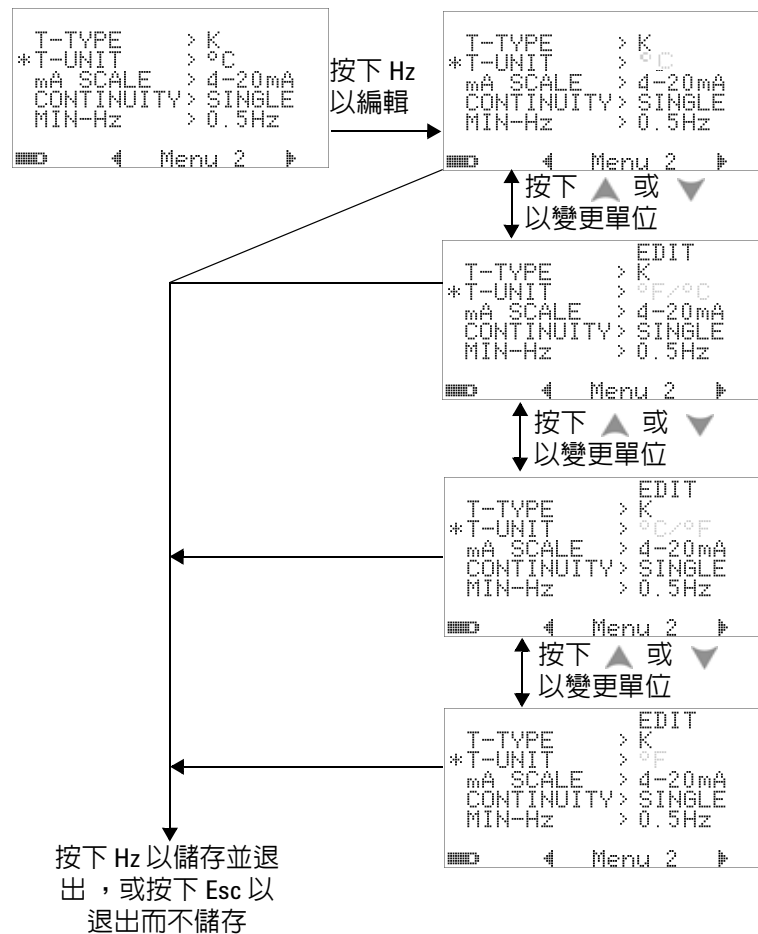 T-TYPE > K
*T-UNIT > °C
mA SCALE > 4-20mA
CONTINUITY> SINGLE
MIN-Hz > 0.5Hz
Menu 2
按下 Hz
以編輯
T-TYPE > K
*T-UNIT > °C
mA SCALE > 4-20mA
CONTINUITY> SINGLE
MIN-Hz > 0.5Hz
Menu 2
按下 ▲ 或 ▼
以變更單位
EDIT
T-TYPE > K
*T-UNIT > °F/°C
mA SCALE > 4-20mA
CONTINUITY> SINGLE
MIN-Hz > 0.5Hz
Menu 2
按下 ▲ 或 ▼
以變更單位
EDIT
T-TYPE > K
*T-UNIT > °C/°F
mA SCALE > 4-20mA
CONTINUITY> SINGLE
MIN-Hz > 0.5Hz
Menu 2
按下 ▲ 或 ▼
以變更單位
EDIT
T-TYPE > K
*T-UNIT > °F
mA SCALE > 4-20mA
CONTINUITY> SINGLE
MIN-Hz > 0.5Hz
Menu 2
按下 Hz 以儲存並退
出 ，或按下 Esc 以
退出而不儲存